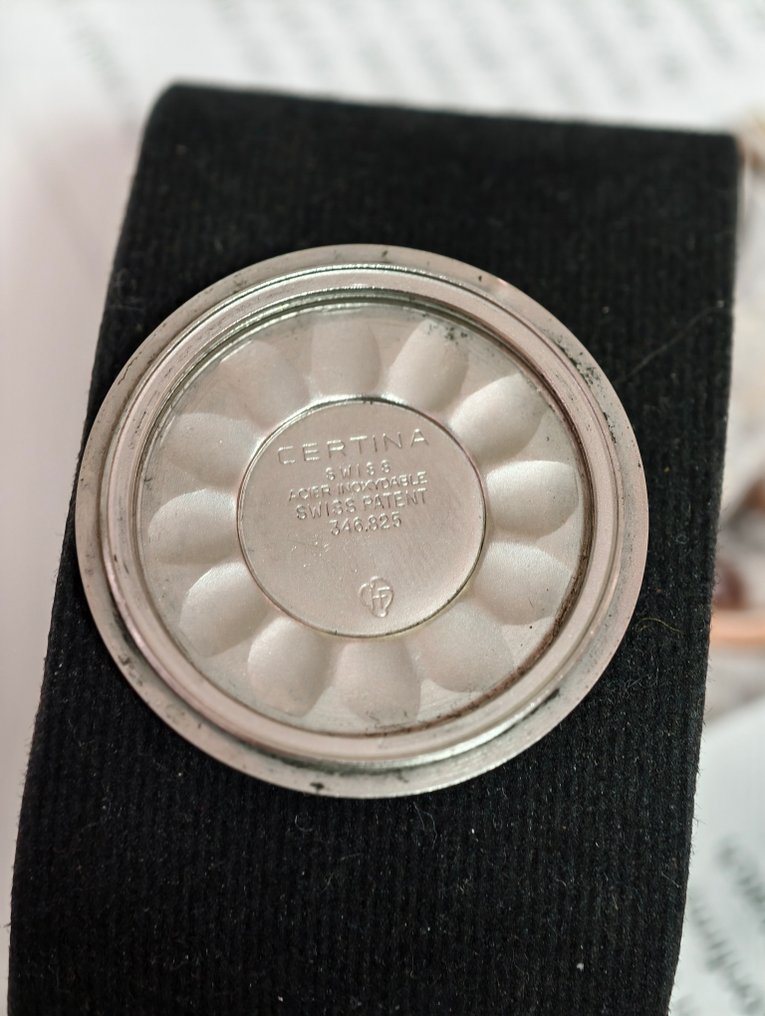 CERTINA
SWISS
ACIER INOXYDABLE
SWISS PATENT
346.825